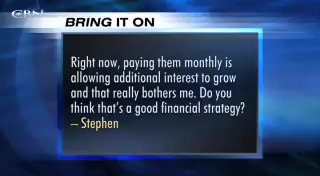 CBN
BRING IT ON
Right now, paying them monthly is
allowing additional interest to grow
and that really bothers me. Do you
think that's a good financial strategy?
– Stephen